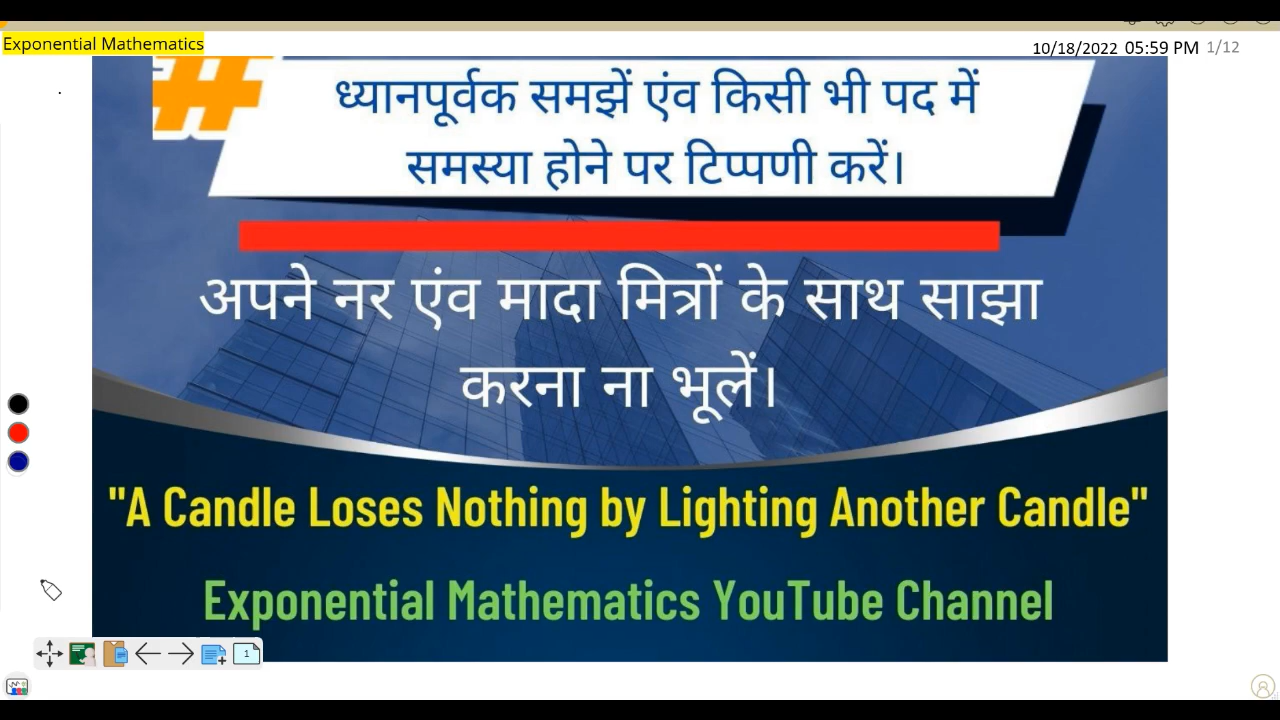 Exponential Mathematics
10/18/2022 05:59 PM 1/12
#
ध्यानपूर्वक समझें एंव किसी भी पद में
समस्या होने पर टिप्पणी करें।
अपने नर एंव मादा मित्रों के साथ साझा
करना ना भूलें।
"A Candle Loses Nothing by Lighting Another Candle"
Exponential Mathematics YouTube Channel
1